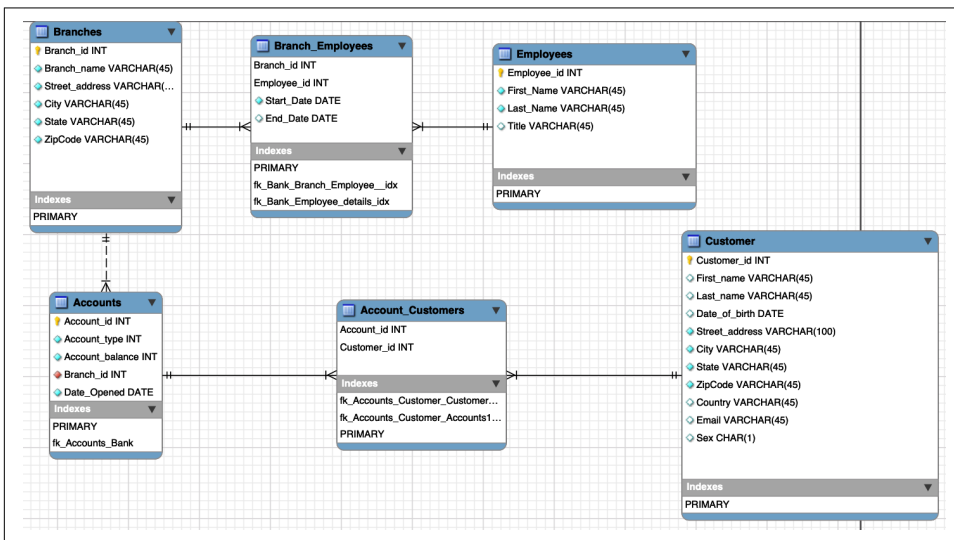 Branches
Branch_id INT
Branch_name VARCHAR(45)
Street_address VARCHAR(...
City VARCHAR(45)
State VARCHAR(45)
ZipCode VARCHAR(45)
Indexes
PRIMARY
Branch_Employees
Branch_id INT
Employee_id INT
Start_Date DATE
End_Date DATE
Indexes
PRIMARY
fk_Bank_Branch_Employee__idx
fk_Bank_Employee_details_idx
Employees
Employee_id INT
First_Name VARCHAR(45)
Last_Name VARCHAR(45)
Title VARCHAR(45)
Indexes
PRIMARY
Accounts
Account_id INT
Account_type INT
Account_balance INT
Branch_id INT
Date_Opened DATE
Indexes
PRIMARY
fk_Accounts_Bank
Account_Customers
Account_id INT
Customer_id INT
Indexes
fk_Accounts_Customer_Customer...
fk_Accounts_Customer_Accounts1...
PRIMARY
Customer
Customer_id INT
First_name VARCHAR(45)
Last_name VARCHAR(45)
Date_of_birth DATE
Street_address VARCHAR(100)
City VARCHAR(45)
State VARCHAR(45)
ZipCode VARCHAR(45)
Country VARCHAR(45)
Email VARCHAR(45)
Sex CHAR(1)
Indexes
PRIMARY